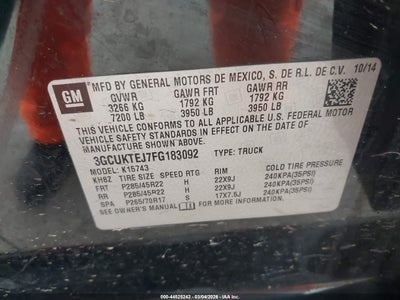 GM
MFD BY GENERAL MOTORS DE MEXICO, S. DE R.L. DE C.V. 10/14
GVWR GAWR FRT GAWR RR
3266 KG 1792 KG 1792 KG
7200 LB 3950 LB 3950 LB
THIS VEHICLE CONFORMS TO ALL APPLICABLE U.S. FEDERAL MOTOR
VEHICLE SAFETY STANDARDS IN EFFECT ON THE DATE OF
MANUFACTURE SHOWN ABOVE.
3GCUKTEJ7FG183092 TYPE: TRUCK
MODEL: K15743
KH8Z TIRE SIZE SPEED RTG RIM COLD TIRE PRESSURE
FRT P285/45R22 H 22X9J 240KPA(35PSI)
RR P285/45R22 H 22X9J 240KPA(35PSI)
SPA P265/70R17 S 17X7.5J 240KPA(35PSI)
SEE OWNER'S MANUAL FOR MORE INFORMATION.
000-44525242 - 03/04/2026 - IAA Inc.